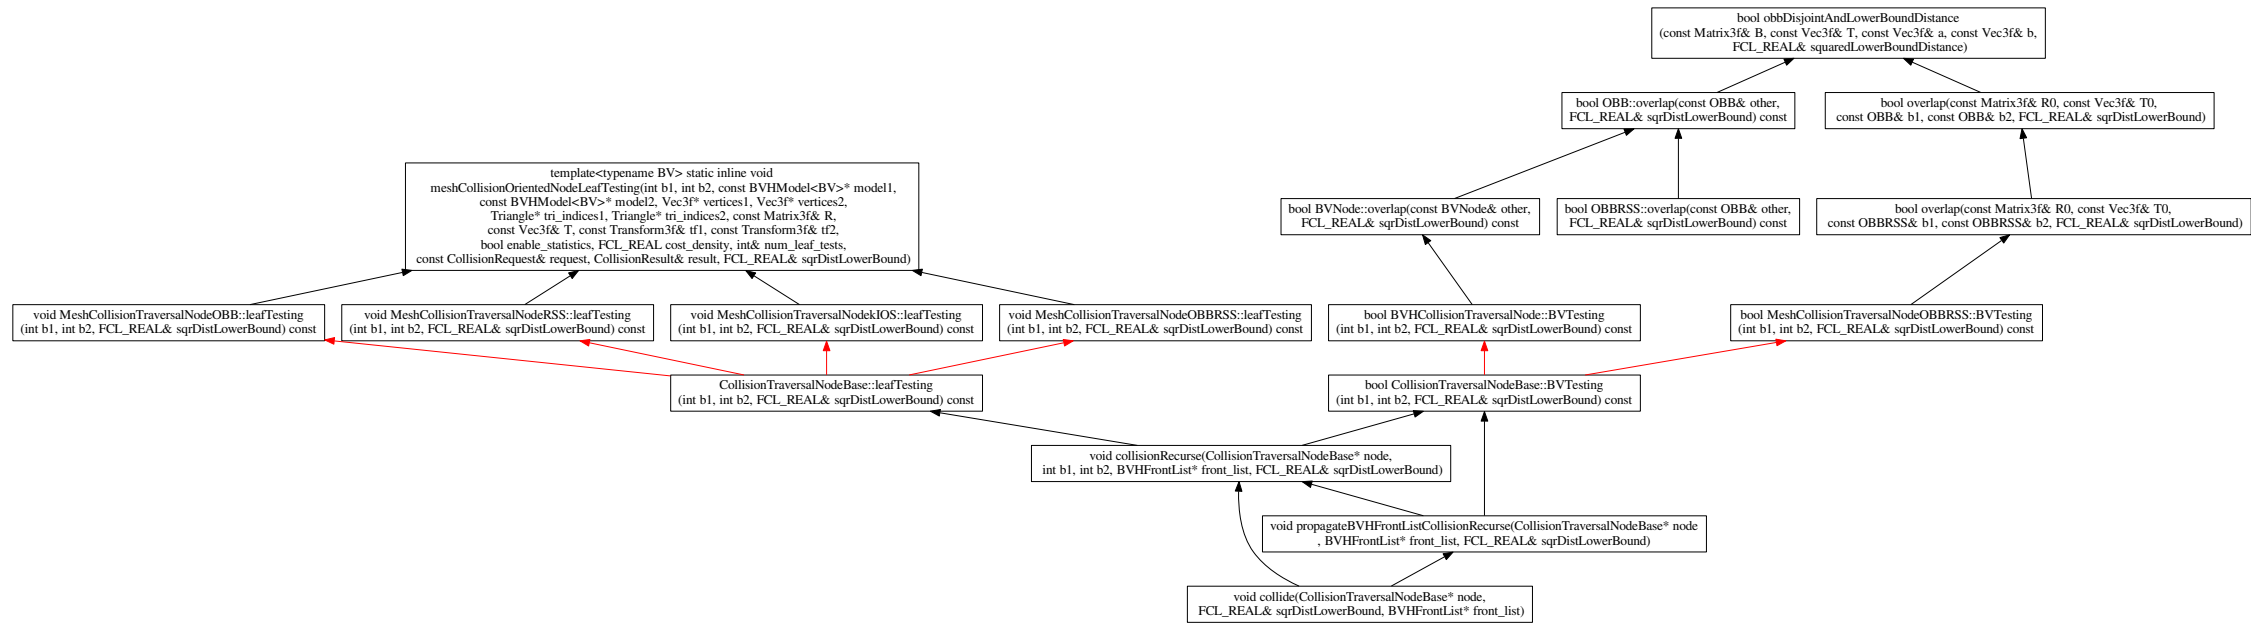 bool obbDisjointAndLowerBoundDistance
(const Matrix3f& B, const Vec3f& T, const Vec3f& a, const Vec3f& b,
FCL_REAL& squaredLowerBoundDistance)
bool OBB::overlap(const OBB& other,
FCL_REAL& sqrDistLowerBound) const
bool overlap(const Matrix3f& R0, const Vec3f& T0,
const OBB& b1, const OBB& b2, FCL_REAL& sqrDistLowerBound)
template<typename BV> static inline void
meshCollisionOrientedNodeLeafTesting(int b1, int b2, const BVHModel<BV>* model1,
const BVHModel<BV>* model2, Vec3f* vertices1, Vec3f* vertices2,
Triangle* tri_indices1, Triangle* tri_indices2, const Matrix3f& R,
const Vec3f& T, const Transform3f& tf1, const Transform3f& tf2,
bool enable_statistics, FCL_REAL cost_density, int& num_leaf_tests,
const CollisionRequest& request, CollisionResult& result, FCL_REAL& sqrDistLowerBound)
bool BVNode::overlap(const BVNode& other,
FCL_REAL& sqrDistLowerBound) const
bool OBBRSS::overlap(const OBB& other,
FCL_REAL& sqrDistLowerBound) const
bool overlap(const Matrix3f& R0, const Vec3f& T0,
const OBBRSS& b1, const OBBRSS& b2, FCL_REAL& sqrDistLowerBound)
void MeshCollisionTraversalNodeOBB::leafTesting
(int b1, int b2, FCL_REAL& sqrDistLowerBound) const
void MeshCollisionTraversalNodeRSS::leafTesting
(int b1, int b2, FCL_REAL& sqrDistLowerBound) const
void MeshCollisionTraversalNodekIOS::leafTesting
(int b1, int b2, FCL_REAL& sqrDistLowerBound) const
void MeshCollisionTraversalNodeOBBRSS::leafTesting
(int b1, int b2, FCL_REAL& sqrDistLowerBound) const
bool BVHCollisionTraversalNode::BVTesting
(int b1, int b2, FCL_REAL& sqrDistLowerBound) const
bool MeshCollisionTraversalNodeOBBRSS::BVTesting
(int b1, int b2, FCL_REAL& sqrDistLowerBound) const
CollisionTraversalNodeBase::leafTesting
(int b1, int b2, FCL_REAL& sqrDistLowerBound) const
bool CollisionTraversalNodeBase::BVTesting
(int b1, int b2, FCL_REAL& sqrDistLowerBound) const
void collisionRecurse(CollisionTraversalNodeBase* node,
int b1, int b2, BVHFrontList* front_list, FCL_REAL& sqrDistLowerBound)
void propagateBVHFrontListCollisionRecurse(CollisionTraversalNodeBase* node
, BVHFrontList* front_list, FCL_REAL& sqrDistLowerBound)
void collide(CollisionTraversalNodeBase* node,
FCL_REAL& sqrDistLowerBound, BVHFrontList* front_list)